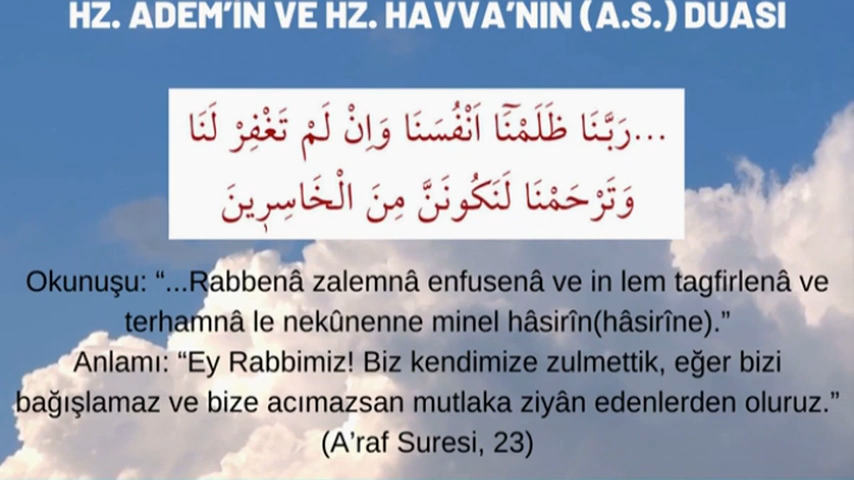 HZ. ADEM'İN VE HZ. HAVVA'NIN (A.S.) DUASI
...رَبَّنَا ظَلَمْنَٓا اَنْفُسَنَا وَاِنْ لَمْ تَغْفِرْ لَنَا
وَتَرْحَمْنَا لَنَكُونَنَّ مِنَ الْخَاسِر۪ينَ
Okunuşu: “...Rabbenâ zalemnâ enfusenâ ve in lem tagfirlenâ ve
terhamnâ le nekûnenne minel hâsirîn(hâsirîne).”
Anlamı: “Ey Rabbimiz! Biz kendimize zulmettik, eğer bizi
bağışlamaz ve bize acımazsan mutlaka ziyân edenlerden oluruz.”
(A’raf Suresi, 23)